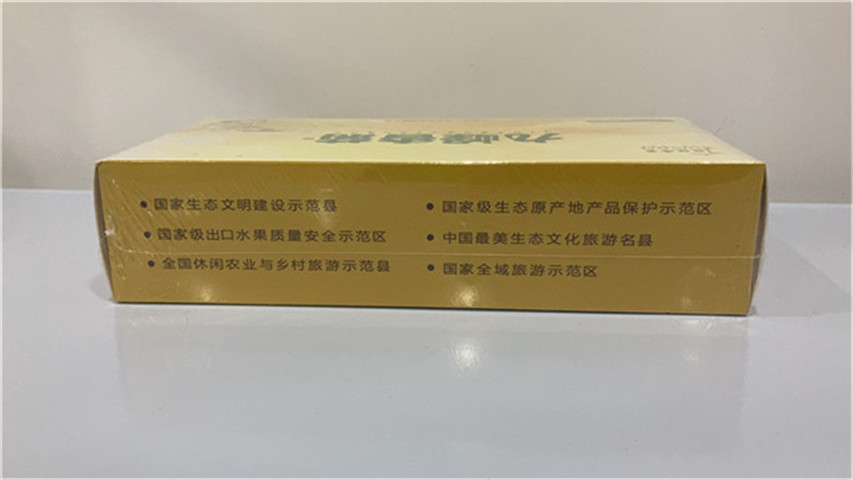 ● 国家生态文明建设示范县
● 国家级出口水果质量安全示范区
● 全国休闲农业与乡村旅游示范县
● 国家级生态原产地产品保护示范区
● 中国最美生态文化旅游名县
● 国家全域旅游示范区